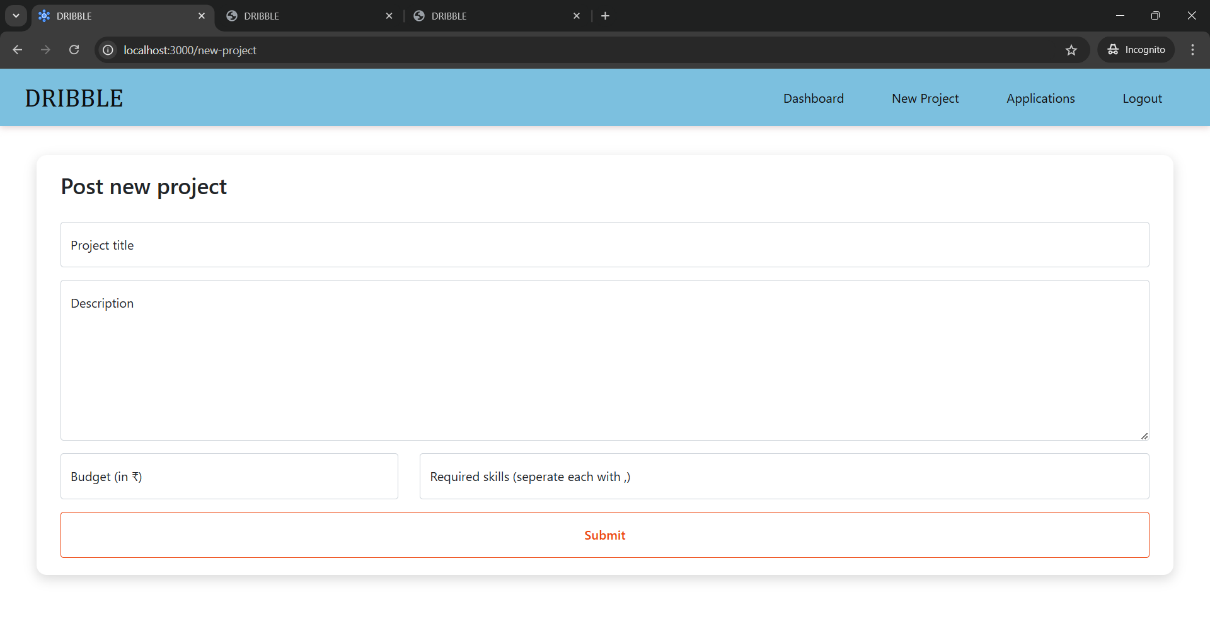 DRIBBLE DRIBBLE DRIBBLE
localhost:3000/new-project Incognito
DRIBBLE Dashboard New Project Applications Logout
Post new project
Project title
Description
Budget (in ₹) Required skills (seperate each with ,)
Submit